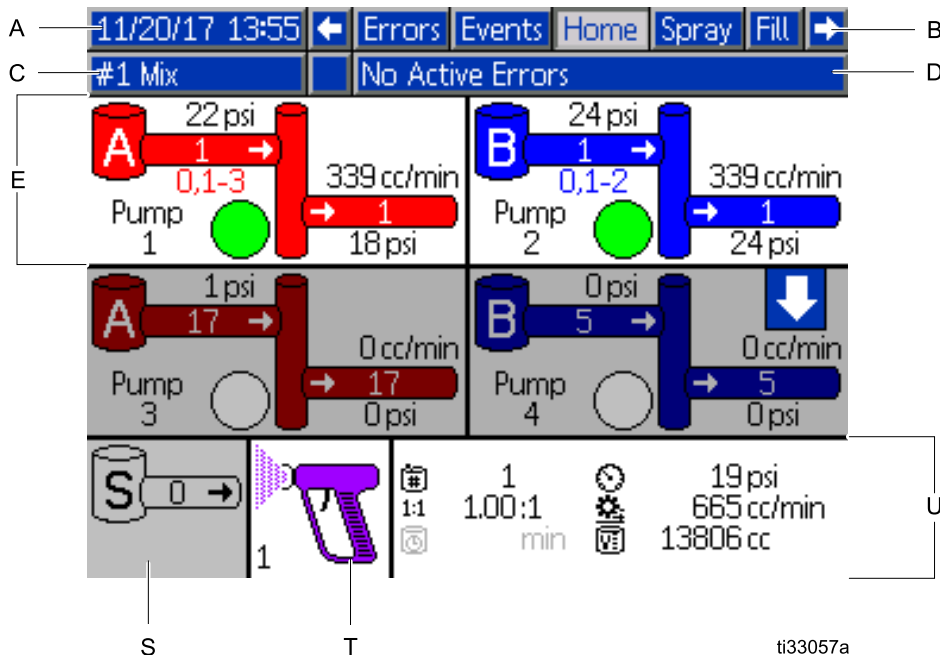 A
11/20/17 13:55
Errors
Events
Home
Spray
Fill
B
C
#1 Mix
No Active Errors
D
E
22 psi
A
1
0,1-3
339 cc/min
Pump
1
1
18 psi
24 psi
B
1
0,1-2
339 cc/min
Pump
2
1
24 psi
1 psi
A
17
0 cc/min
Pump
3
17
0 psi
0 psi
B
5
0 cc/min
Pump
4
5
0 psi
S
0
1
#
1
1:1
1.00:1
min
19 psi
665 cc/min
13806 cc
U
S
T
ti33057a